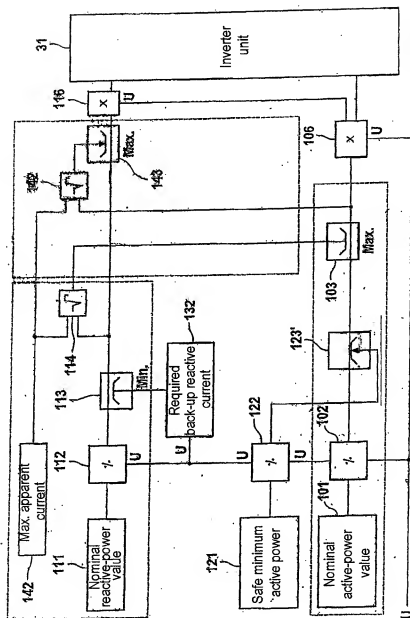 31
Inverter
unit
116
x
U
106
x
U
142
√
Max.
143
103
Max.
√
114
113
Min.
132
Required
back-up reactive
current
123'
112
⁒
U
U
U
122
⁒
U
102
⁒
Max. apparent
current
142
Nominal
reactive-power
value
111
Safe minimum
active power
121
101
Nominal
active-power
value
U